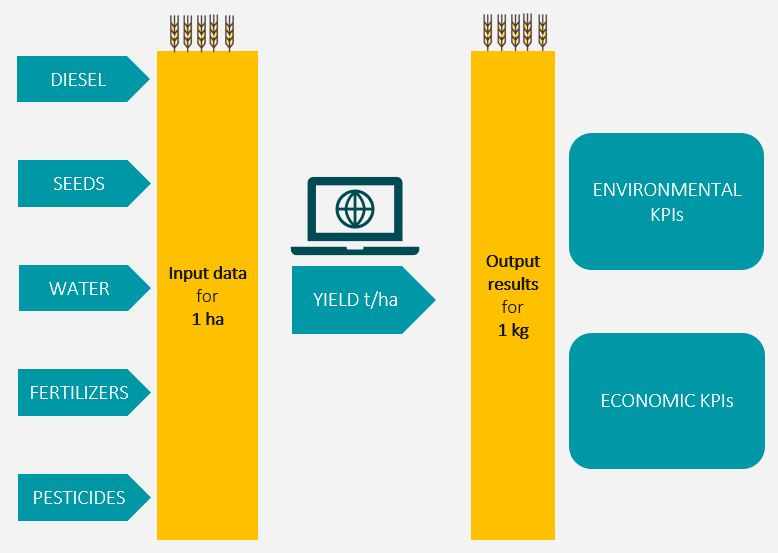 DIESEL
SEEDS
WATER
FERTILIZERS
PESTICIDES
Input data
for
1 ha
YIELD t/ha
Output
results
for
1 kg
ENVIRONMENTAL
KPIs
ECONOMIC KPIs